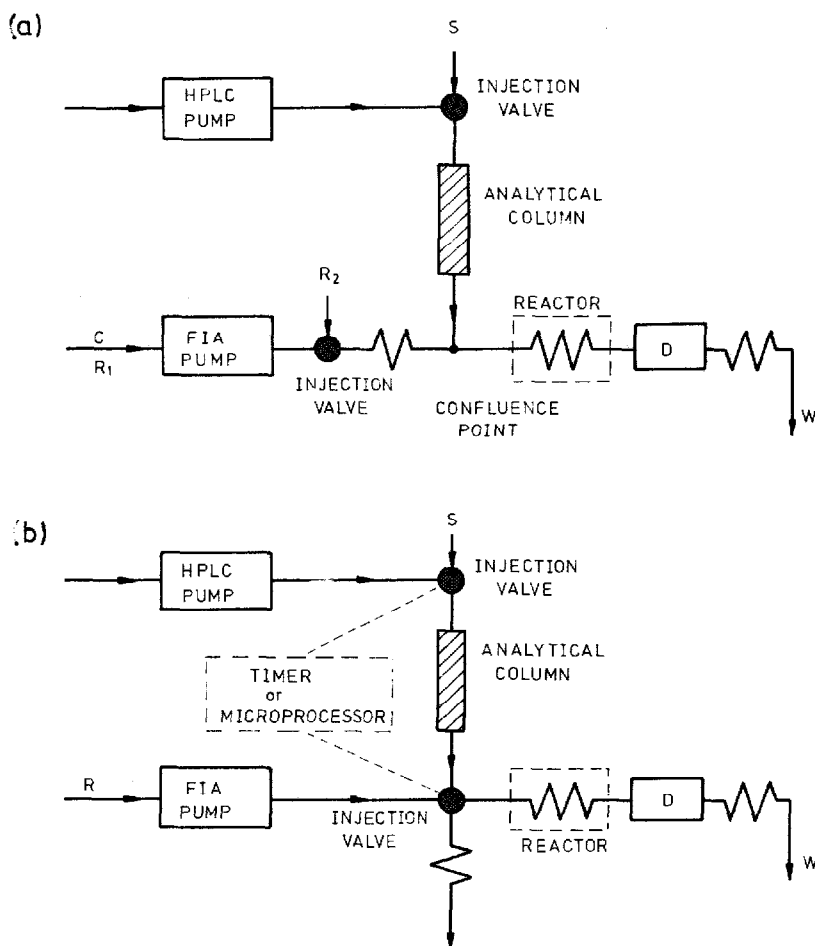 (a)
S
HPLC
PUMP
INJECTION
VALVE
ANALYTICAL
COLUMN
R2
REACTOR
C
R1
FIA
PUMP
D
INJECTION
VALVE
CONFLUENCE
POINT
W
(b)
S
HPLC
PUMP
INJECTION
VALVE
ANALYTICAL
COLUMN
TIMER
or
MICROPROCESSOR
R
FIA
PUMP
INJECTION
VALVE
D
REACTOR
W